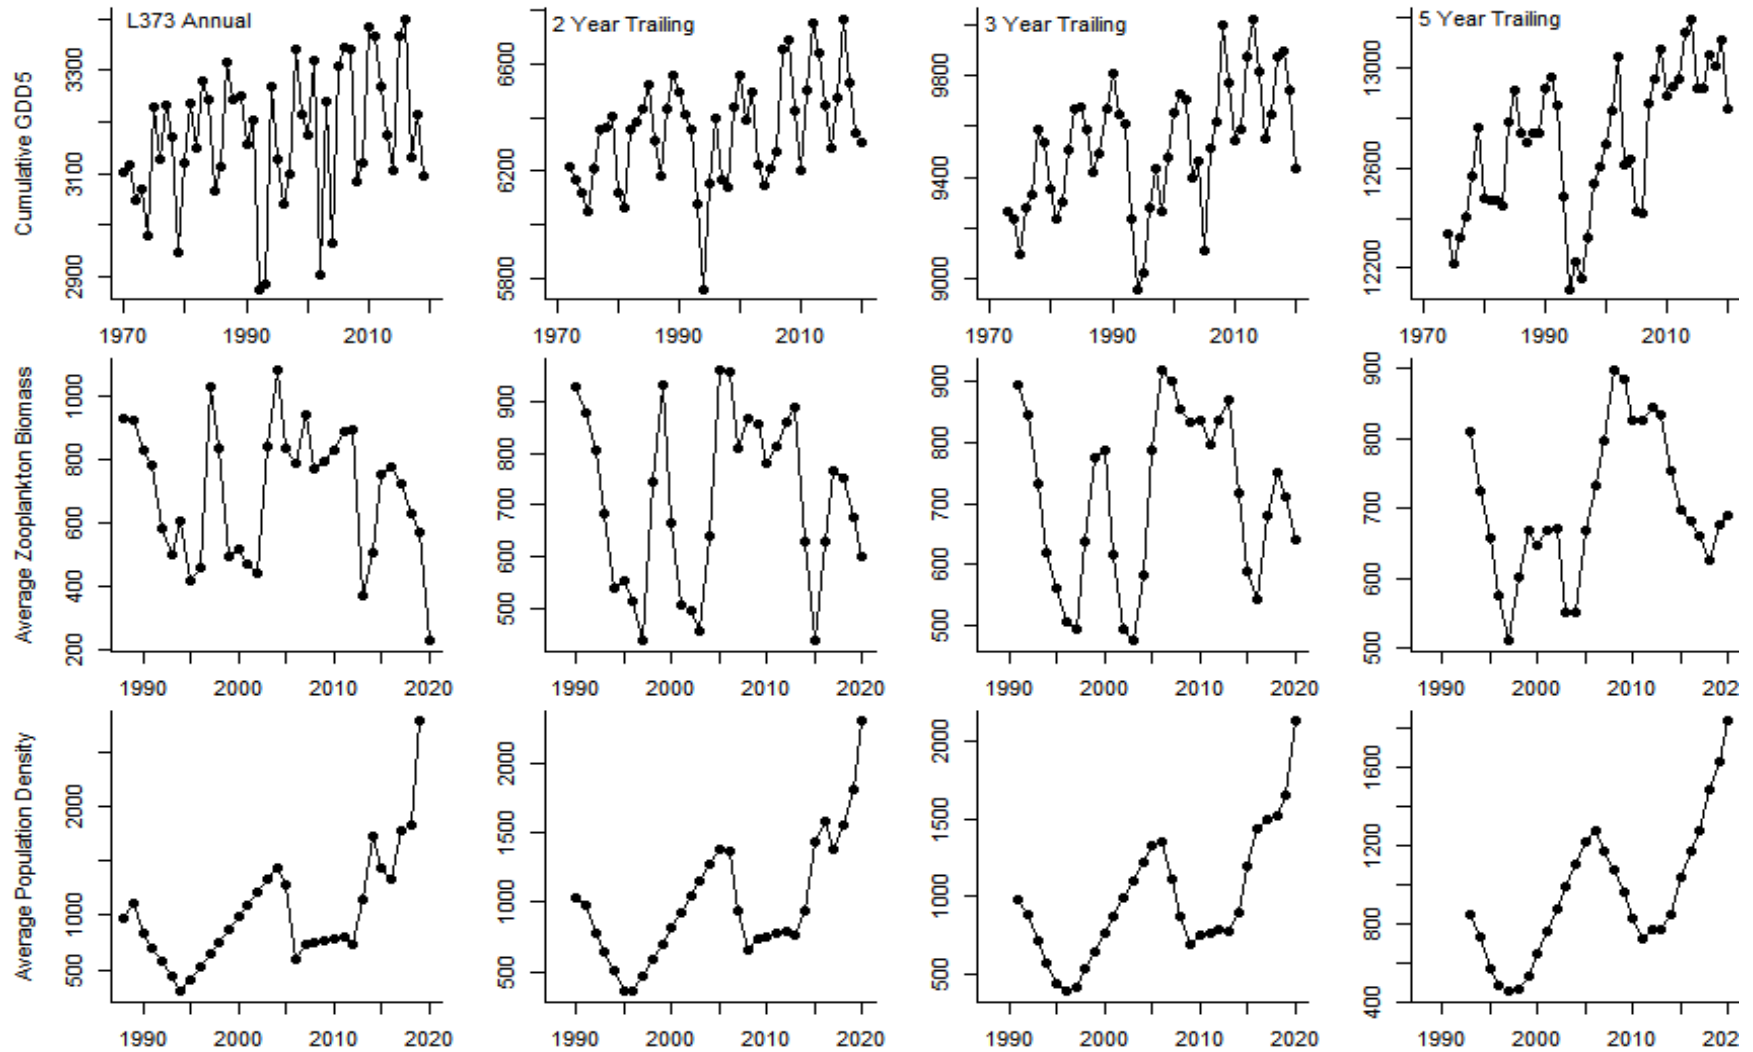 L373 Annual
2 Year Trailing
3 Year Trailing
5 Year Trailing
Cumulative GDD5
2900 3100 3300
5800 6200 6600
9000 9400 9800
12200 12600 13000
1970 1990 2010
1970 1990 2010
1970 1990 2010
1970 1990 2010
Average Zooplankton Biomass
200 400 600 800 1000
500 600 700 800 900
500 600 700 800 900
500 600 700 800 900
1990 2000 2010 2020
1990 2000 2010 2020
1990 2000 2010 2020
1990 2000 2010 202
Average Population Density
500 1000 2000
500 1000 1500 2000
500 1000 1500 2000
400 800 1200 1600
1990 2000 2010 2020
1990 2000 2010 2020
1990 2000 2010 2020
1990 2000 2010 202